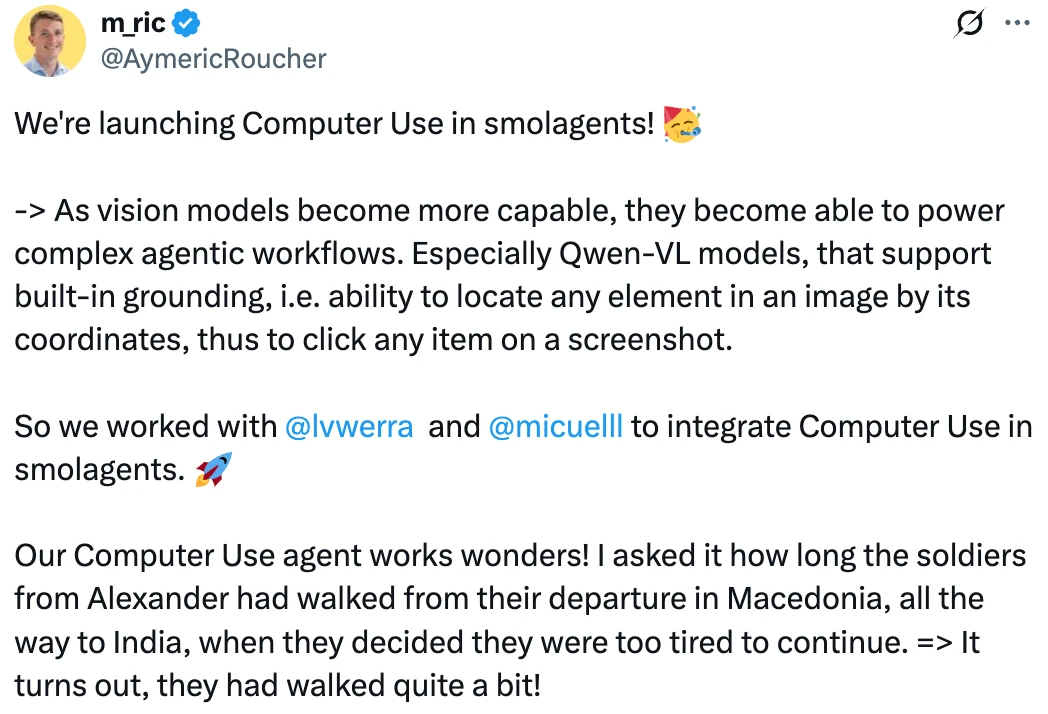 m_ric
@AymericRoucher
We're launching Computer Use in smolagents! 🥳
-> As vision models become more capable, they become able to power
complex agentic workflows. Especially Qwen-VL models, that support
built-in grounding, i.e. ability to locate any element in an image by its
coordinates, thus to click any item on a screenshot.
So we worked with @lvwerra and @micuelll to integrate Computer Use in
smolagents. 🚀
Our Computer Use agent works wonders! I asked it how long the soldiers
from Alexander had walked from their departure in Macedonia, all the
way to India, when they decided they were too tired to continue. => It
turns out, they had walked quite a bit!